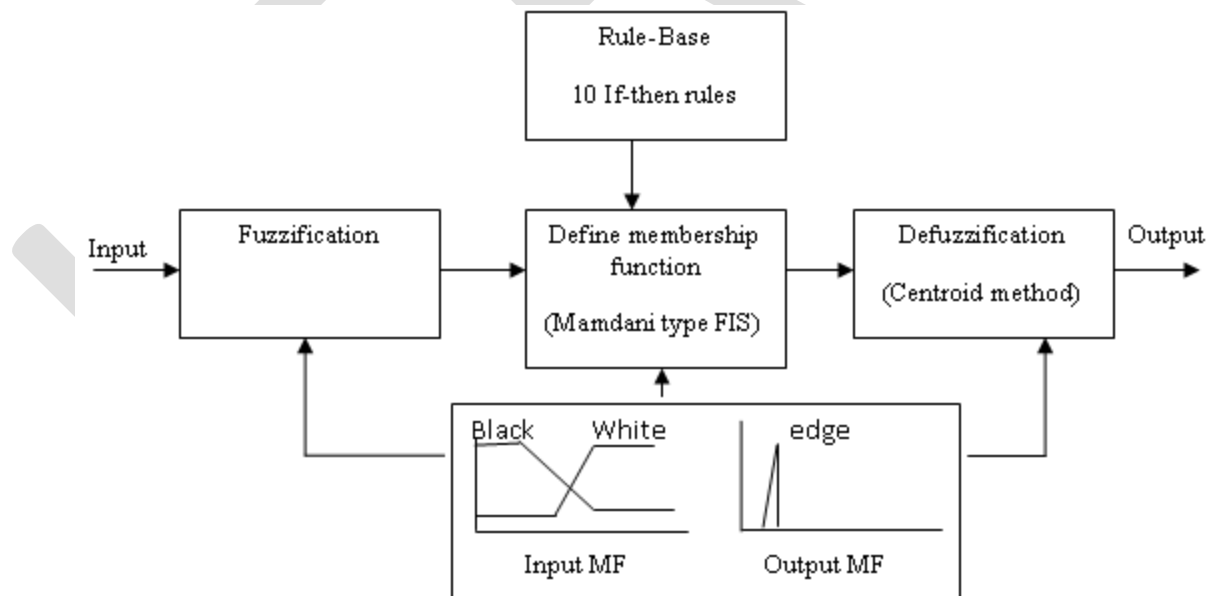 Rule-Base
10 If-then rules
Input
Fuzzification
Define membership
function
(Mamdani type FIS)
Defuzzification
(Centroid method)
Output
Black
White
edge
Input MF
Output MF